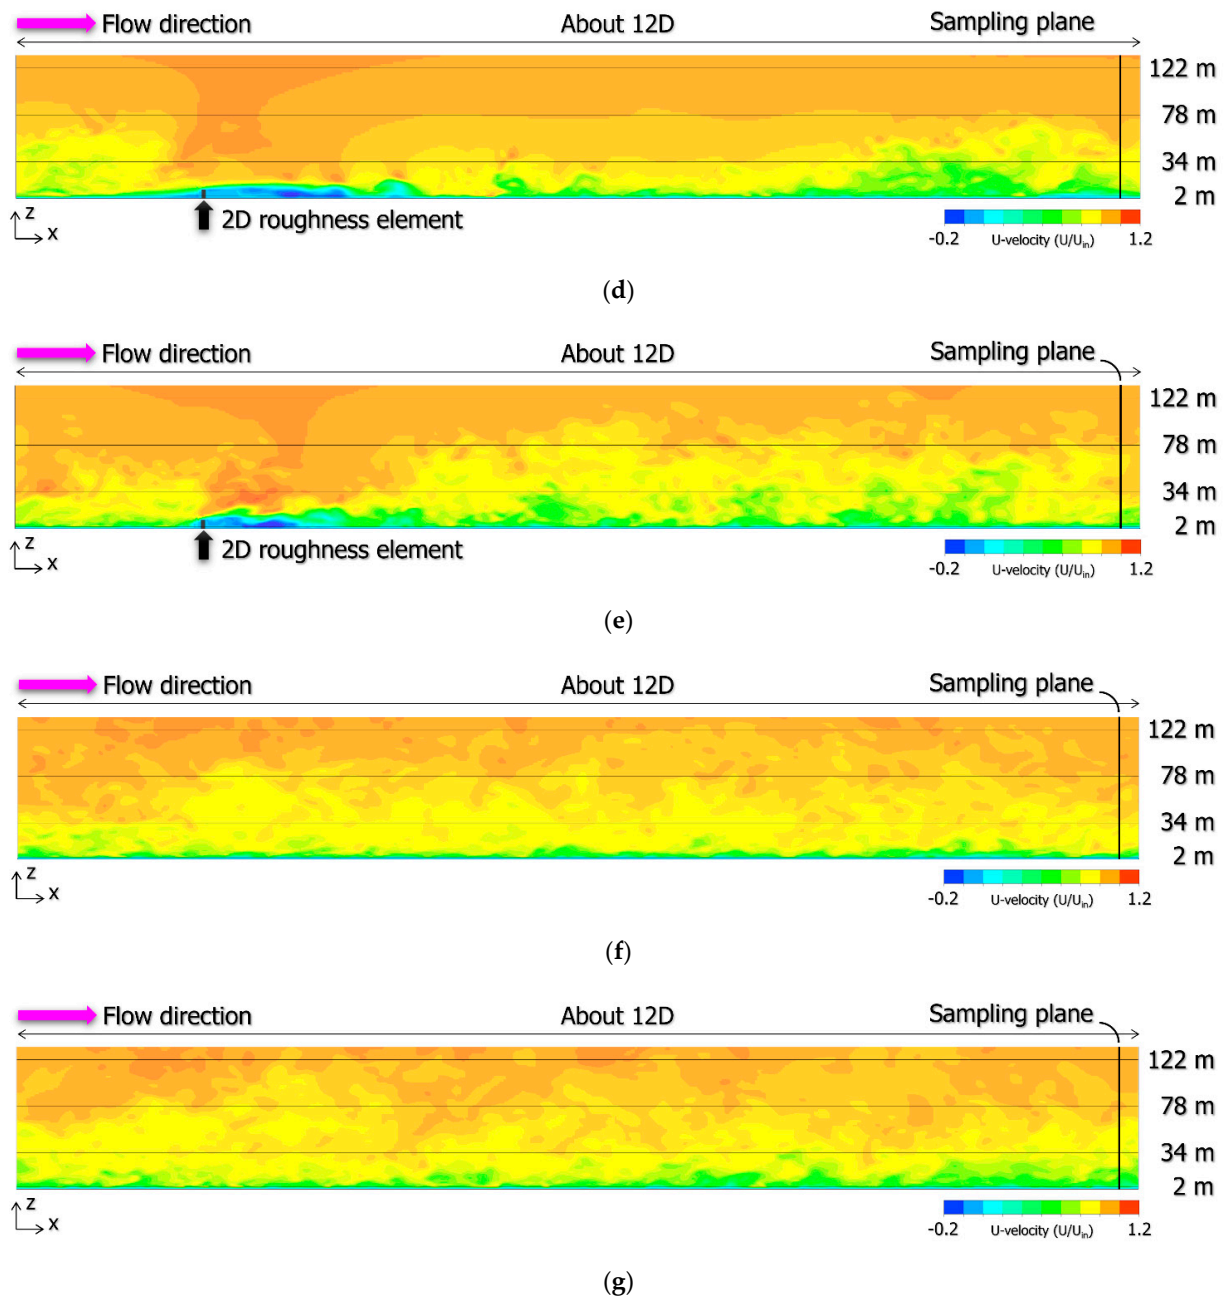 Flow direction About 12D Sampling plane
122 m
78 m
34 m
2 m
z
x
2D roughness element
-0.2 U-velocity (U/Uin) 1.2
(d)
Flow direction About 12D Sampling plane
122 m
78 m
34 m
2 m
z
x
2D roughness element
-0.2 U-velocity (U/Uin) 1.2
(e)
Flow direction About 12D Sampling plane
122 m
78 m
34 m
2 m
z
x
-0.2 U-velocity (U/Uin) 1.2
(f)
Flow direction About 12D Sampling plane
122 m
78 m
34 m
2 m
z
x
-0.2 U-velocity (U/Uin) 1.2
(g)